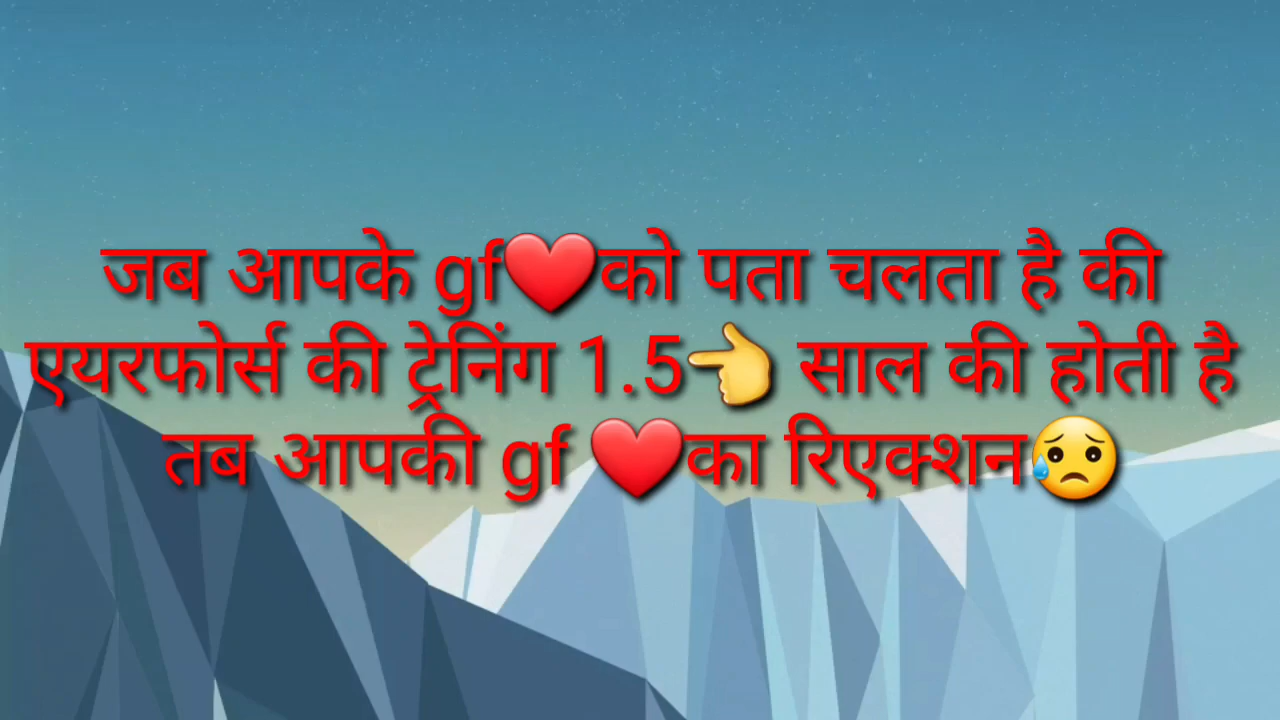 जब आपके gf❤️को पता चलता है की
एयरफोर्स की ट्रेनिंग 1.5👈 साल की होती है
तब आपकी gf ❤️का रिएक्शन😥